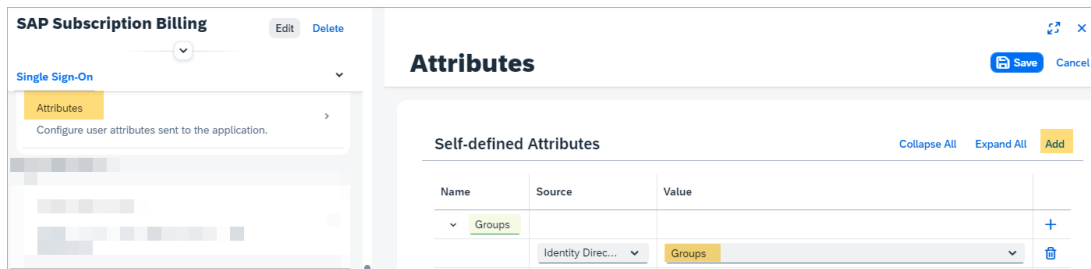 SAP Subscription Billing
Edit Delete
Single Sign-On
Attributes
Configure user attributes sent to the application.
Attributes
Save Cancel
Self-defined Attributes
Collapse All Expand All Add
Name Source Value
Groups
Identity Direc... Groups